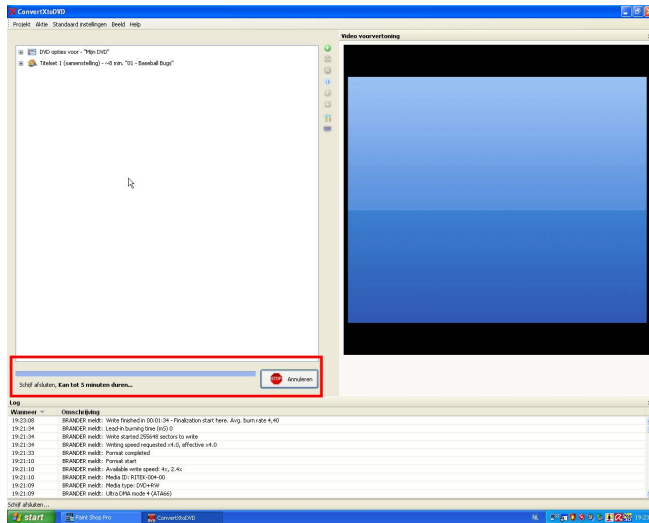 ConvertXtoDVD
Projekt Aktie Standaard instellingen Beeld Help
Video voorvertoning
DVD opties voor - "Mijn DVD"
Titelset 1 (samenstelling) - ~8 min. "01 - Baseball Bugs"
Schijf afsluiten, Kan tot 5 minuten duren...
STOP Annuleren
Log
Wanneer Omschrijving
19:23:08 BRANDER meldt: Write finished in 00:01:34 - Finalization start here. Avg. burn rate 4,40
19:21:34 BRANDER meldt: Lead-in burning time (ms) 0
19:21:34 BRANDER meldt: Write started 255648 sectors to write
19:21:34 BRANDER meldt: Writing speed requested x4.0, effective x4.0
19:21:33 BRANDER meldt: Format completed
19:21:10 BRANDER meldt: Format start
19:21:10 BRANDER meldt: Available write speed: 4x, 2.4x
19:21:10 BRANDER meldt: Media ID: RITEK-004-00
19:21:09 BRANDER meldt: Media type: DVD+RW
19:21:09 BRANDER meldt: Ultra DMA mode 4 (ATA66)
Schijf afsluiten...
start Paint Shop Pro ConvertXtoDVD NL 19:23